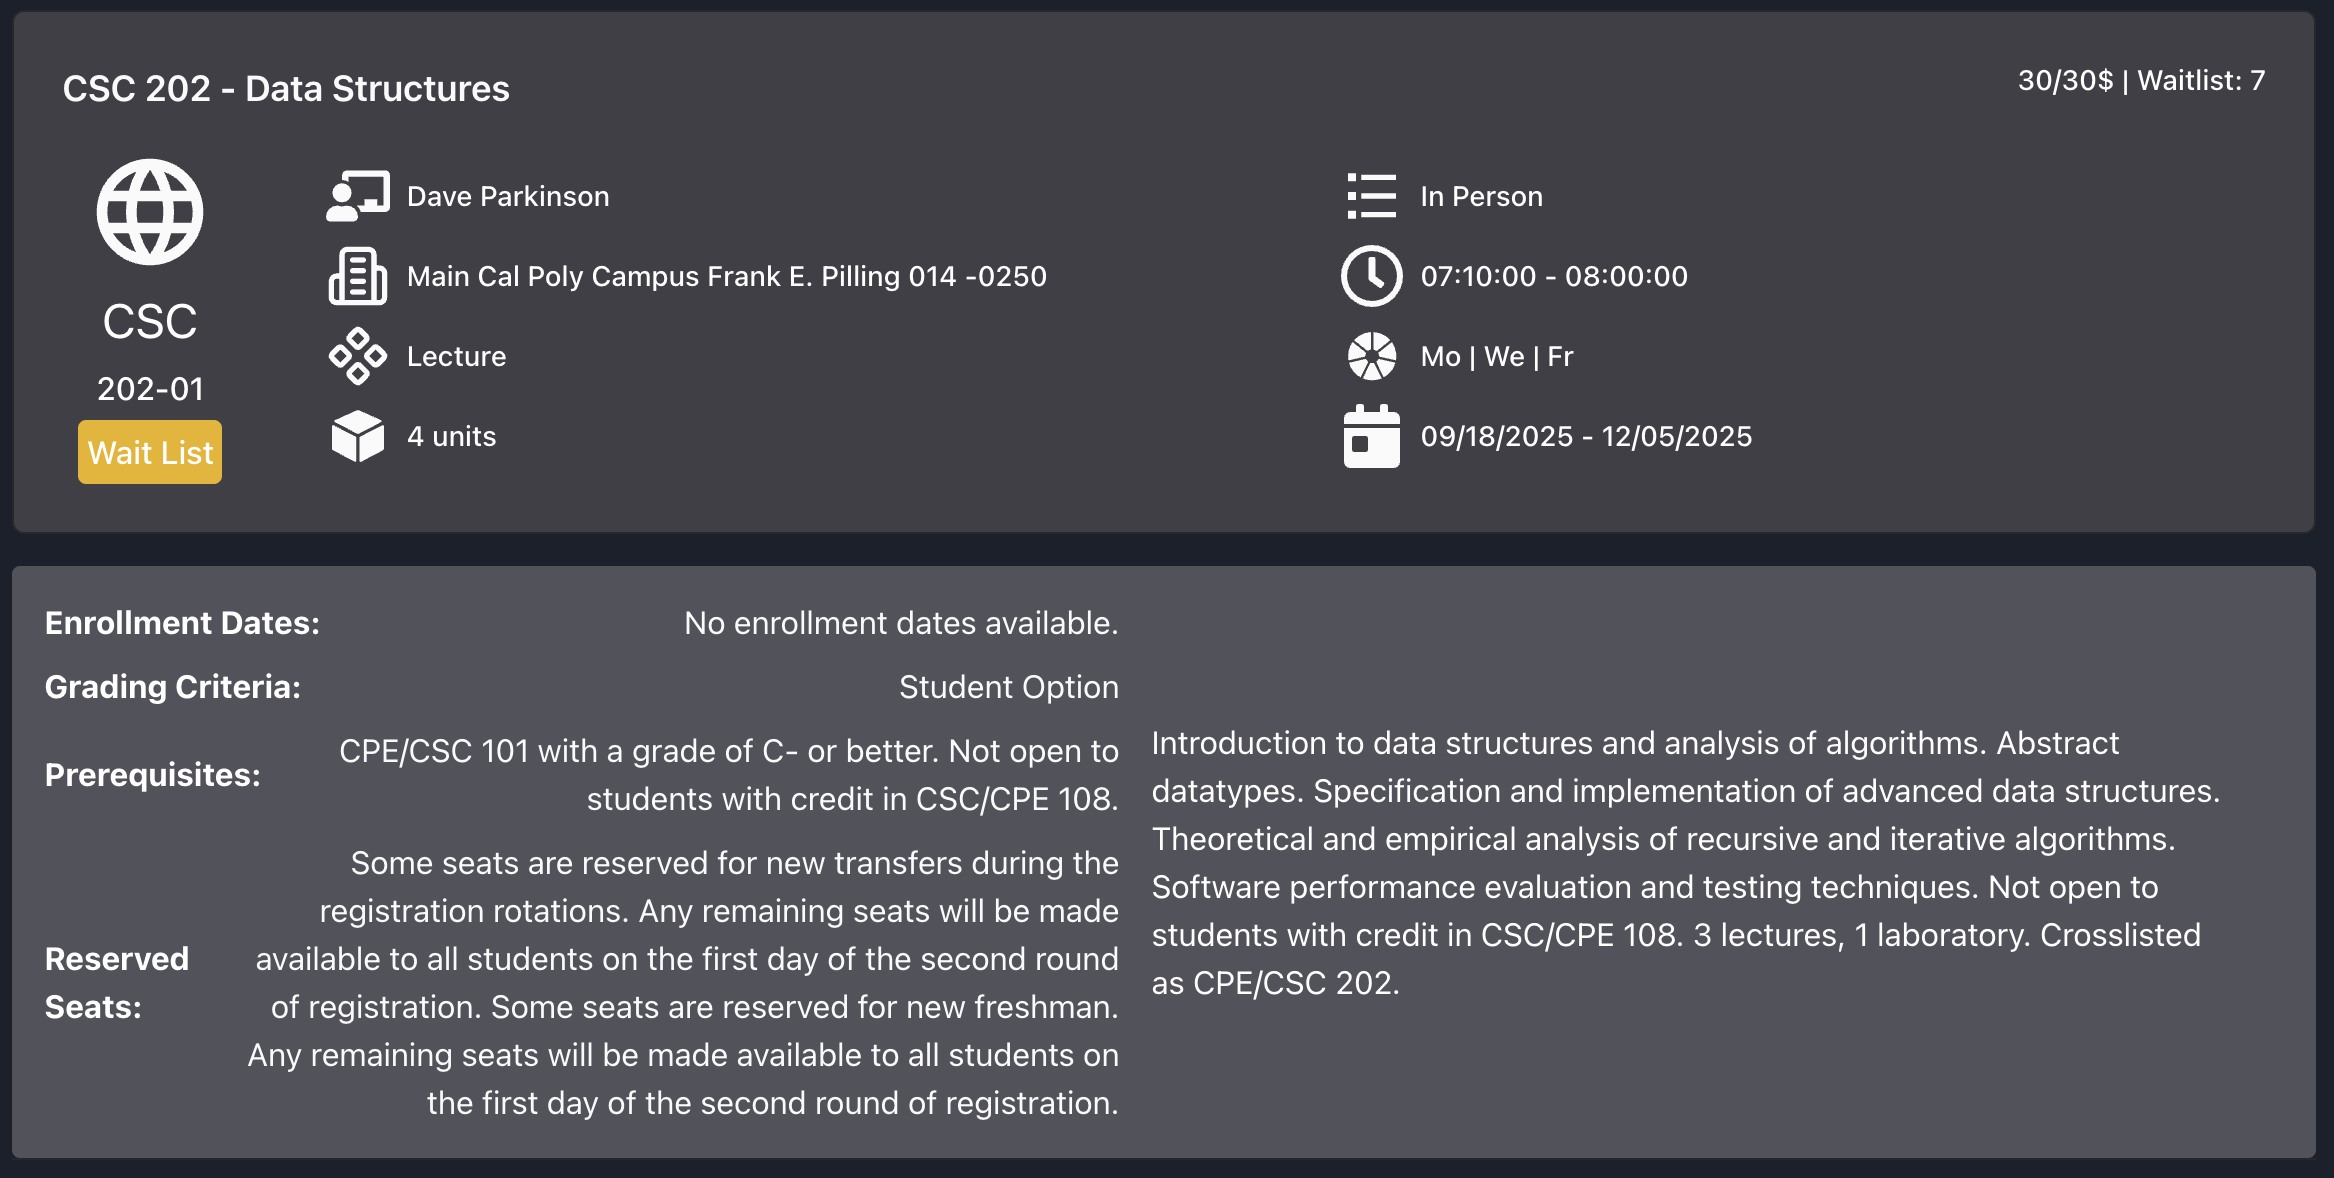 CSC 202 - Data Structures
30/30$ | Waitlist: 7
CSC
202-01
Wait List
Dave Parkinson
Main Cal Poly Campus Frank E. Pilling 014 -0250
Lecture
4 units
In Person
07:10:00 - 08:00:00
Mo | We | Fr
09/18/2025 - 12/05/2025
Enrollment Dates:
No enrollment dates available.
Grading Criteria:
Student Option
Prerequisites:
CPE/CSC 101 with a grade of C- or better. Not open to
students with credit in CSC/CPE 108.
Reserved
Seats:
Some seats are reserved for new transfers during the
registration rotations. Any remaining seats will be made
available to all students on the first day of the second round
of registration. Some seats are reserved for new freshman.
Any remaining seats will be made available to all students on
the first day of the second round of registration.
Introduction to data structures and analysis of algorithms. Abstract
datatypes. Specification and implementation of advanced data structures.
Theoretical and empirical analysis of recursive and iterative algorithms.
Software performance evaluation and testing techniques. Not open to
students with credit in CSC/CPE 108. 3 lectures, 1 laboratory. Crosslisted
as CPE/CSC 202.